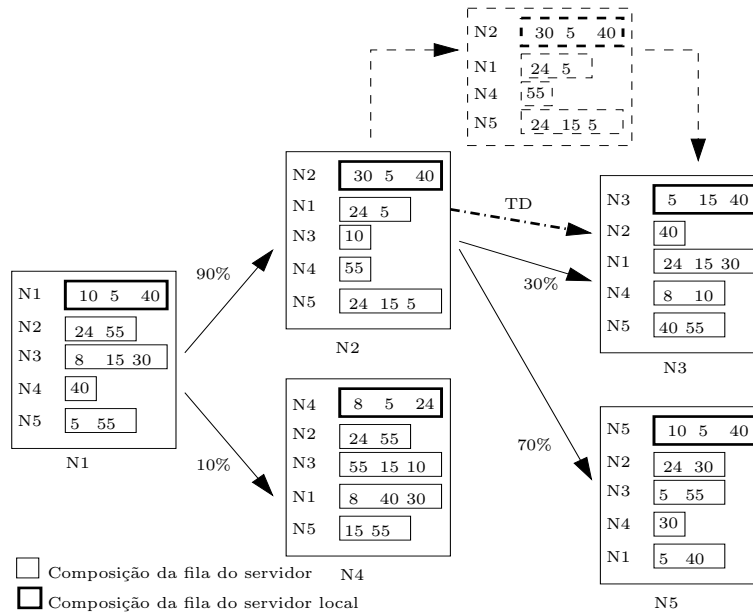 N2 30 5 40
N1 24 5
N4 55
N5 24 15 5
N2 30 5 40
N1 24 5
N3 10
N4 55
N5 24 15 5
N2
TD
N3 5 15 40
N2 40
N1 24 15 30
N4 8 10
N5 40 55
N3
90%
30%
N1 10 5 40
N2 24 55
N3 8 15 30
N4 40
N5 5 55
N1
10%
70%
N4 8 5 24
N2 24 55
N3 55 15 10
N1 8 40 30
N5 15 55
N4
N5 10 5 40
N2 24 30
N3 5 55
N4 30
N1 5 40
N5
Composição da fila do servidor
Composição da fila do servidor local